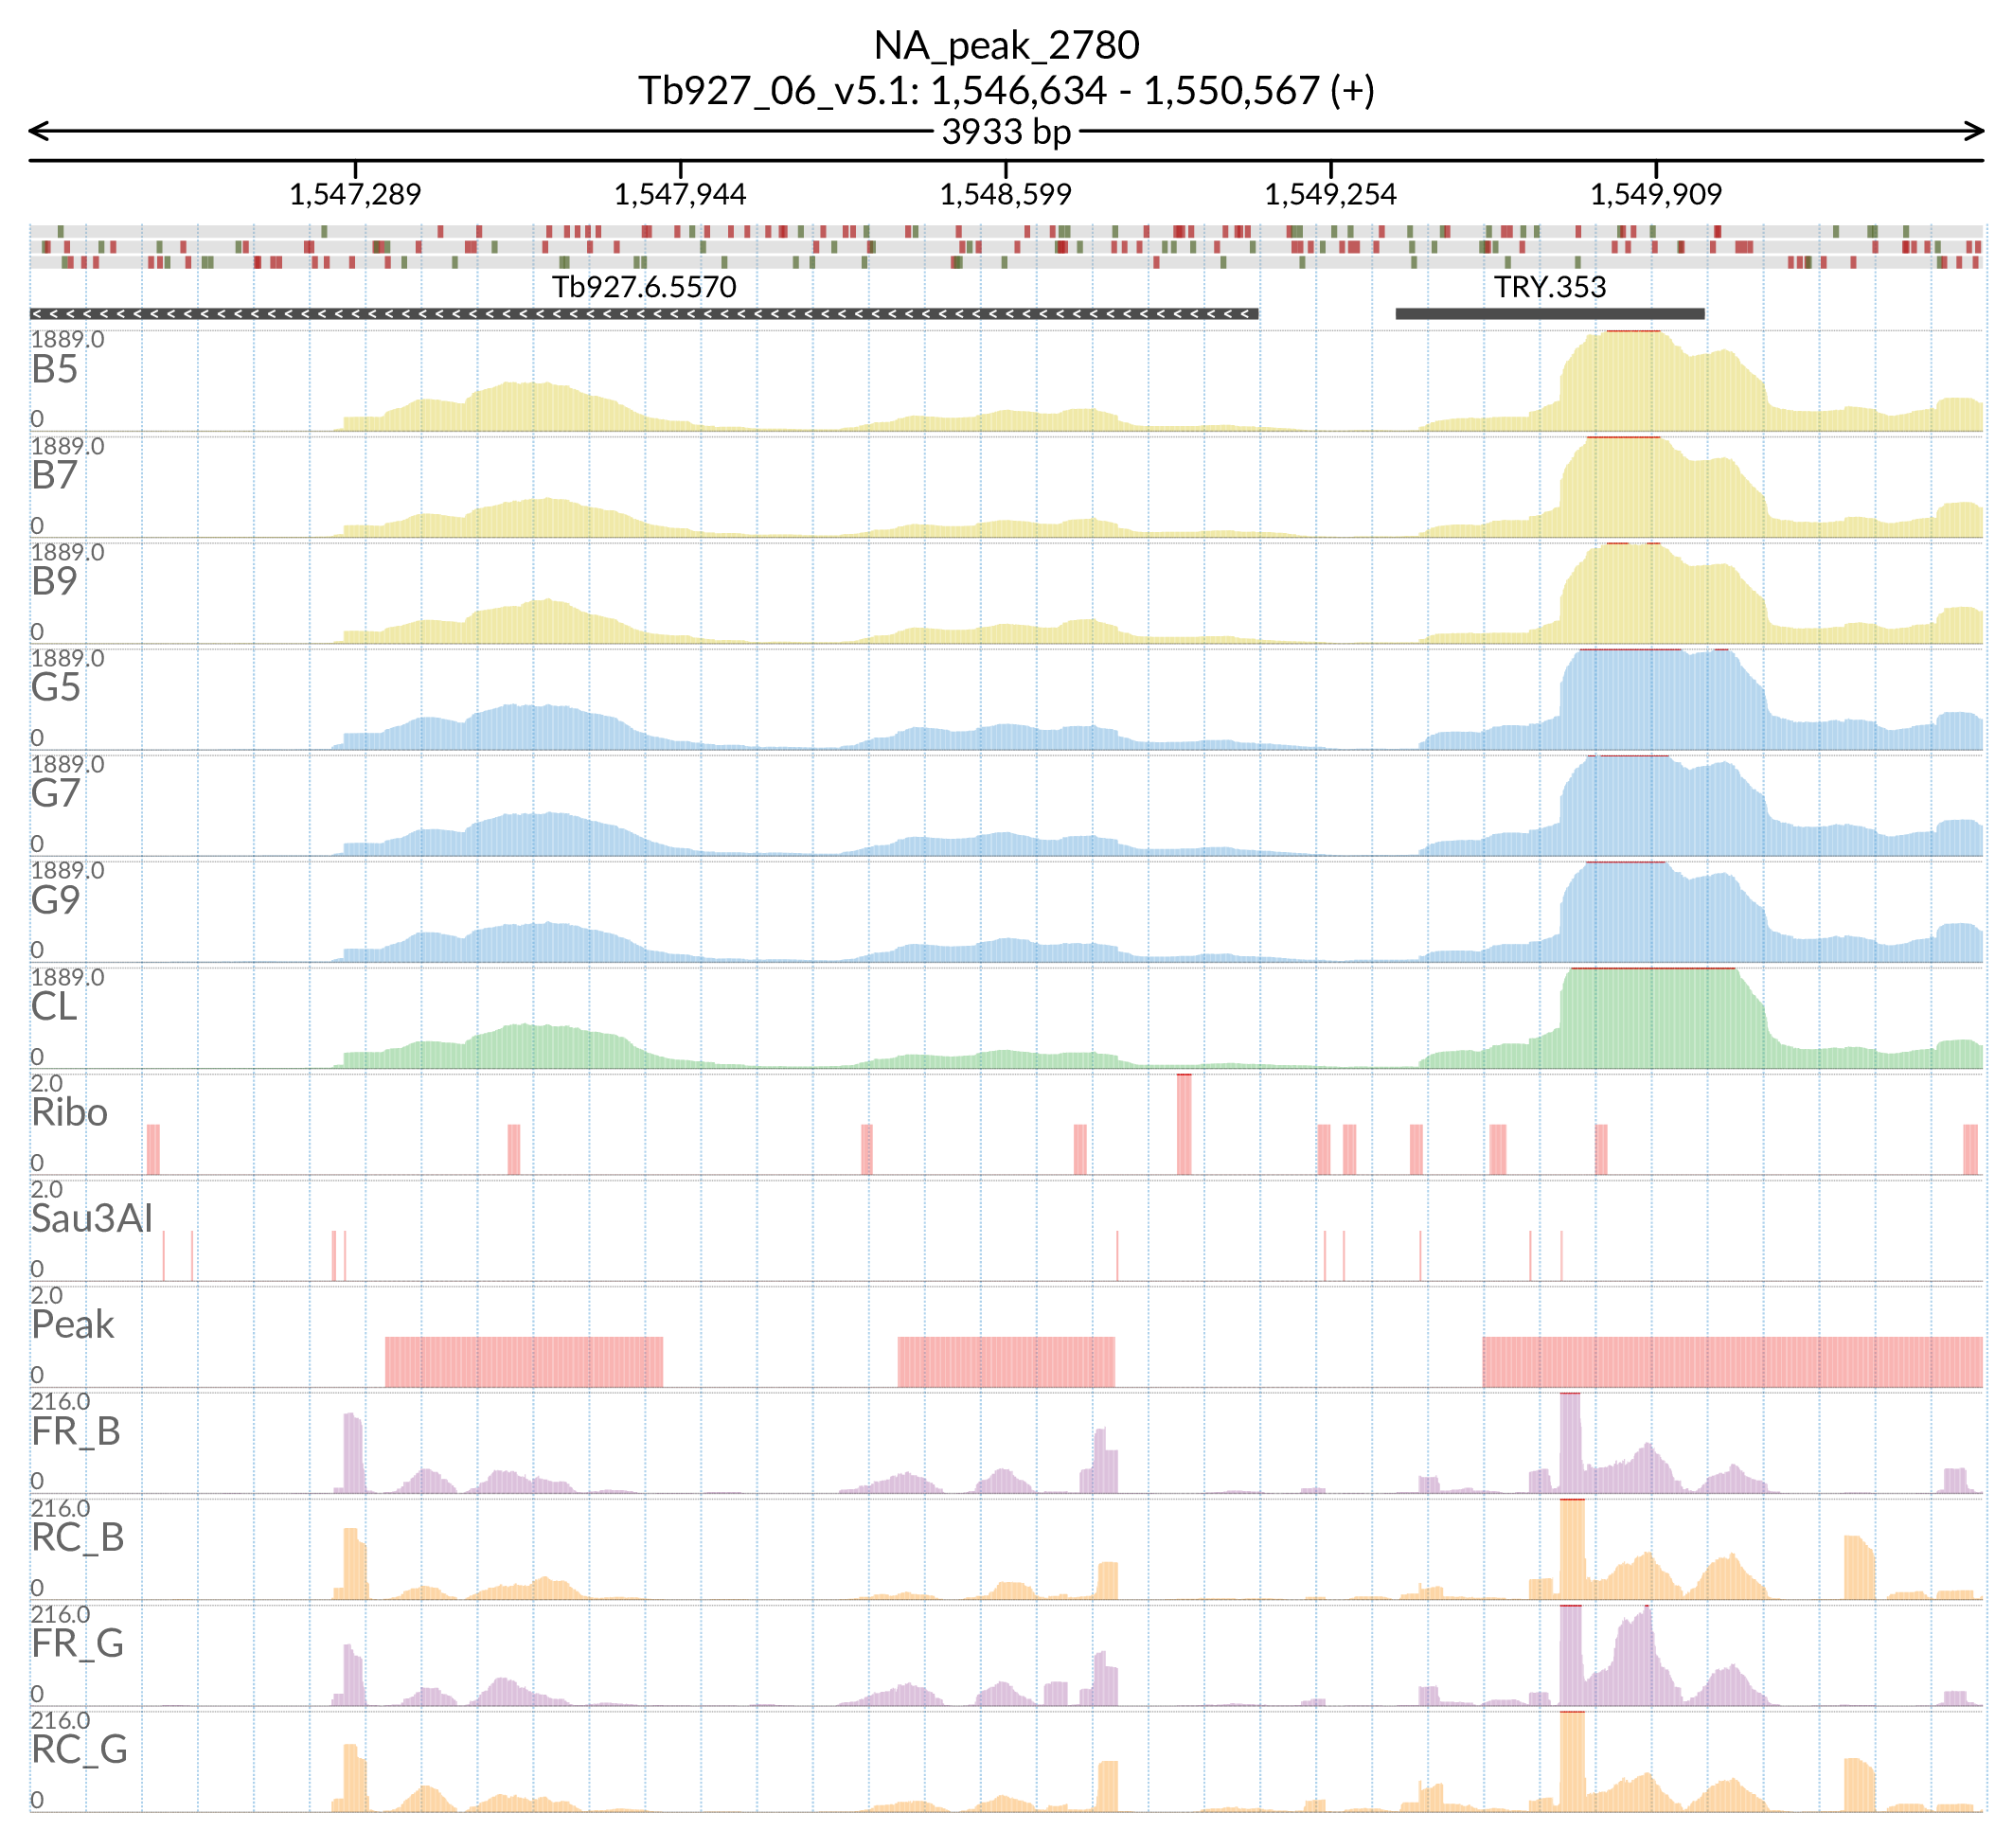 NA_peak_2780
Tb927_06_v5.1: 1,546,634 - 1,550,567 (+)
3933 bp
1,547,289 1,547,944 1,548,599 1,549,254 1,549,909
Tb927.6.5570 TRY.353
1889.0
B5
0
1889.0
B7
0
1889.0
B9
0
1889.0
G5
0
1889.0
G7
0
1889.0
G9
0
1889.0
CL
0
2.0
Ribo
0
2.0
Sau3AI
0
2.0
Peak
0
216.0
FR_B
0
216.0
RC_B
0
216.0
FR_G
0
216.0
RC_G
0